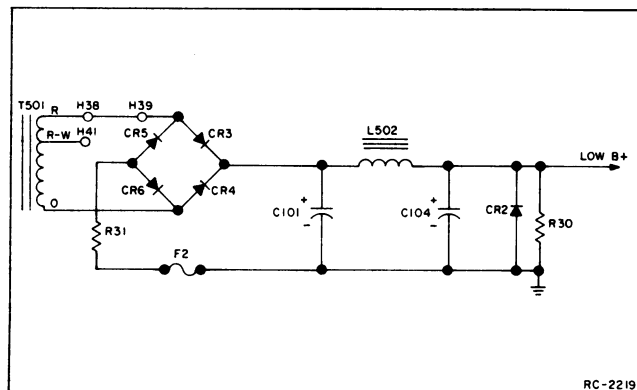 T501
R
H38
H39
R-W
H41
CR5
CR3
L502
LOW B+
CR6
CR4
O
C101
+
-
C104
+
-
CR2
R30
R31
F2
RC-2219